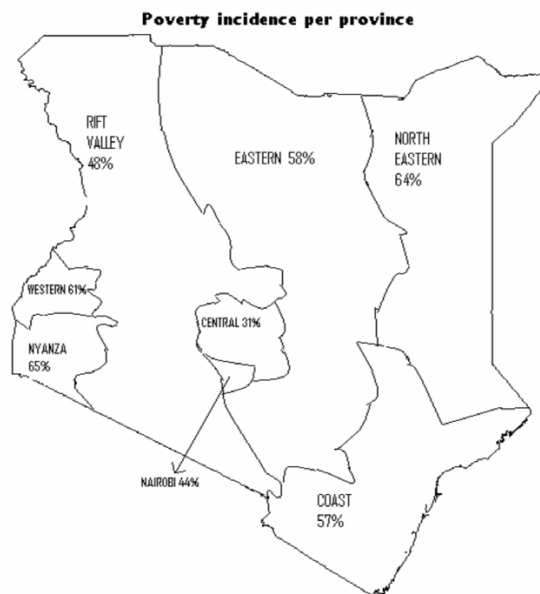 Poverty incidence per province
RIFT
VALLEY
48%
EASTERN 58%
NORTH
EASTERN
64%
WESTERN 61%
CENTRAL 31%
NYANZA
65%
NAIROBI 44%
COAST
57%